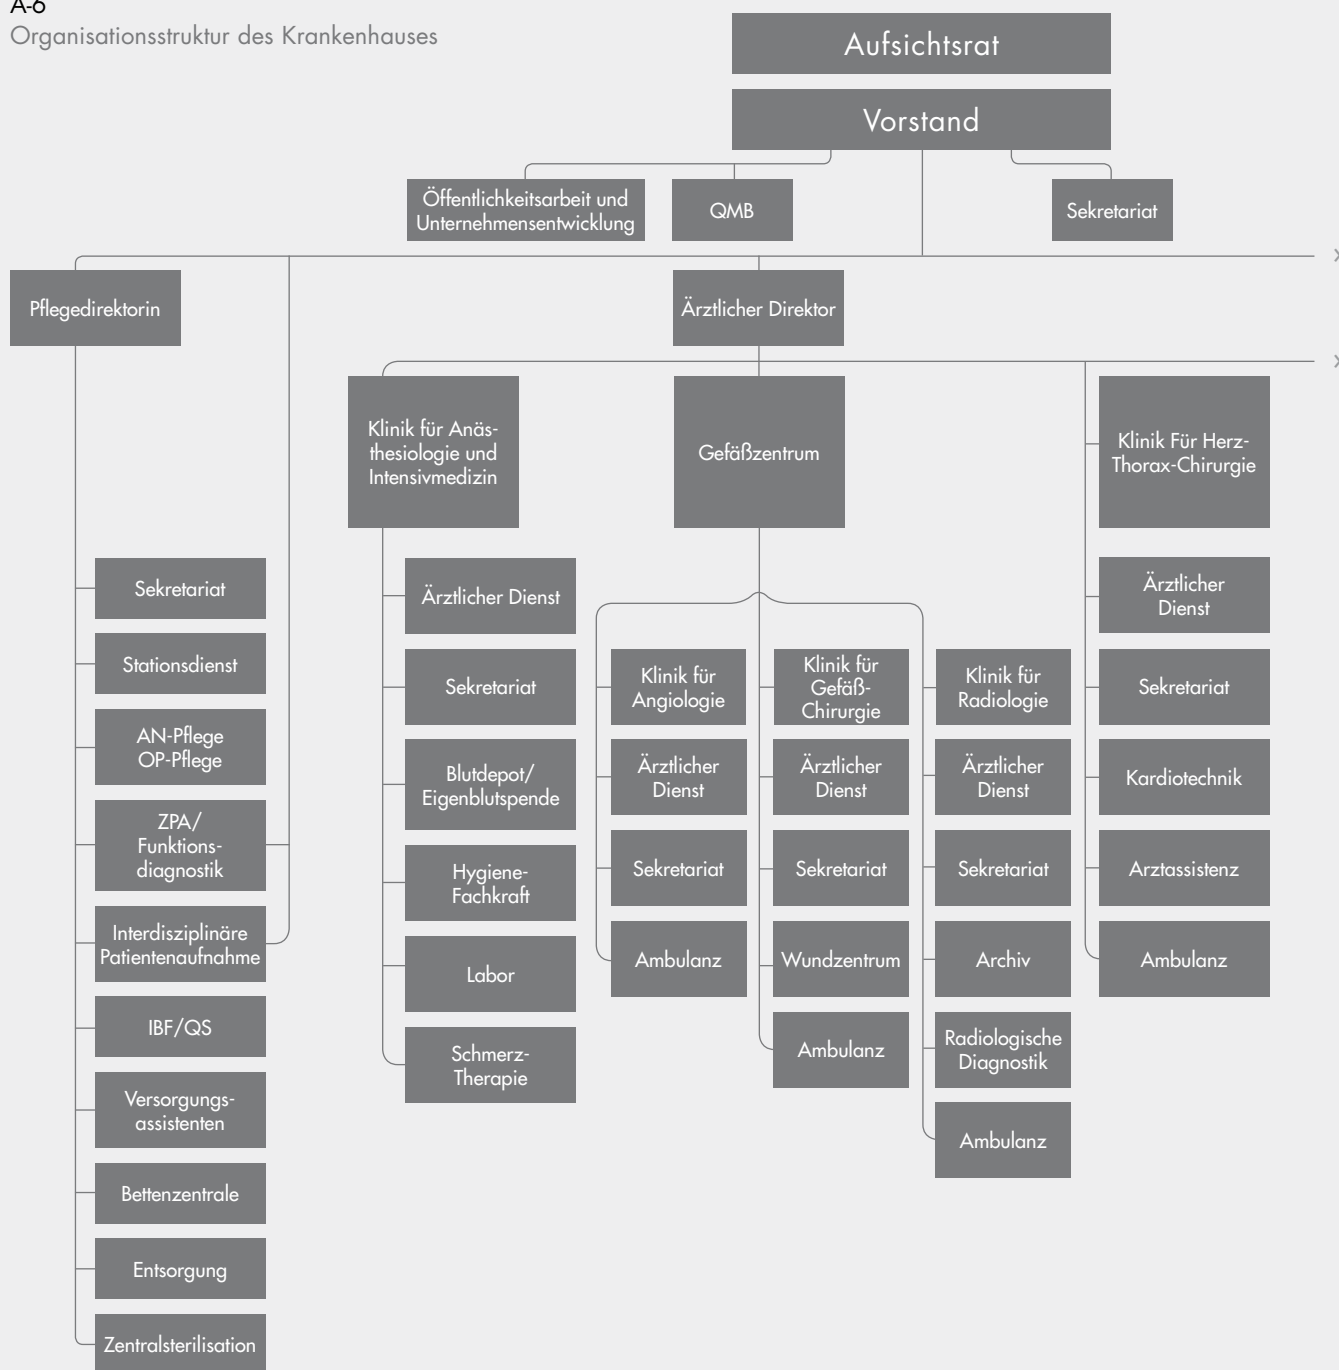 A-6
Organisationsstruktur des Krankenhauses
Aufsichtsrat
Vorstand
Öffentlichkeitsarbeit und
Unternehmensentwicklung
QMB
Sekretariat
Pflegedirektorin
Ärztlicher Direktor
Klinik für Anäs-
thesiologie und
Intensivmedizin
Gefäßzentrum
Klinik Für Herz-
Thorax-Chirurgie
Sekretariat
Stationsdienst
AN-Pflege
OP-Pflege
ZPA/
Funktions-
diagnostik
Interdisziplinäre
Patientenaufnahme
IBF/QS
Versorgungs-
assistenten
Bettenzentrale
Entsorgung
Zentralsterilisation
Ärztlicher Dienst
Sekretariat
Blutdepot/
Eigenblutspende
Hygiene-
Fachkraft
Labor
Schmerz-
Therapie
Klinik für
Angiologie
Ärztlicher
Dienst
Sekretariat
Ambulanz
Klinik für
Gefäß-
Chirurgie
Ärztlicher
Dienst
Sekretariat
Wundzentrum
Ambulanz
Klinik für
Radiologie
Ärztlicher
Dienst
Sekretariat
Archiv
Radiologische
Diagnostik
Ambulanz
Ärztlicher
Dienst
Sekretariat
Kardiotechnik
Arztassistenz
Ambulanz